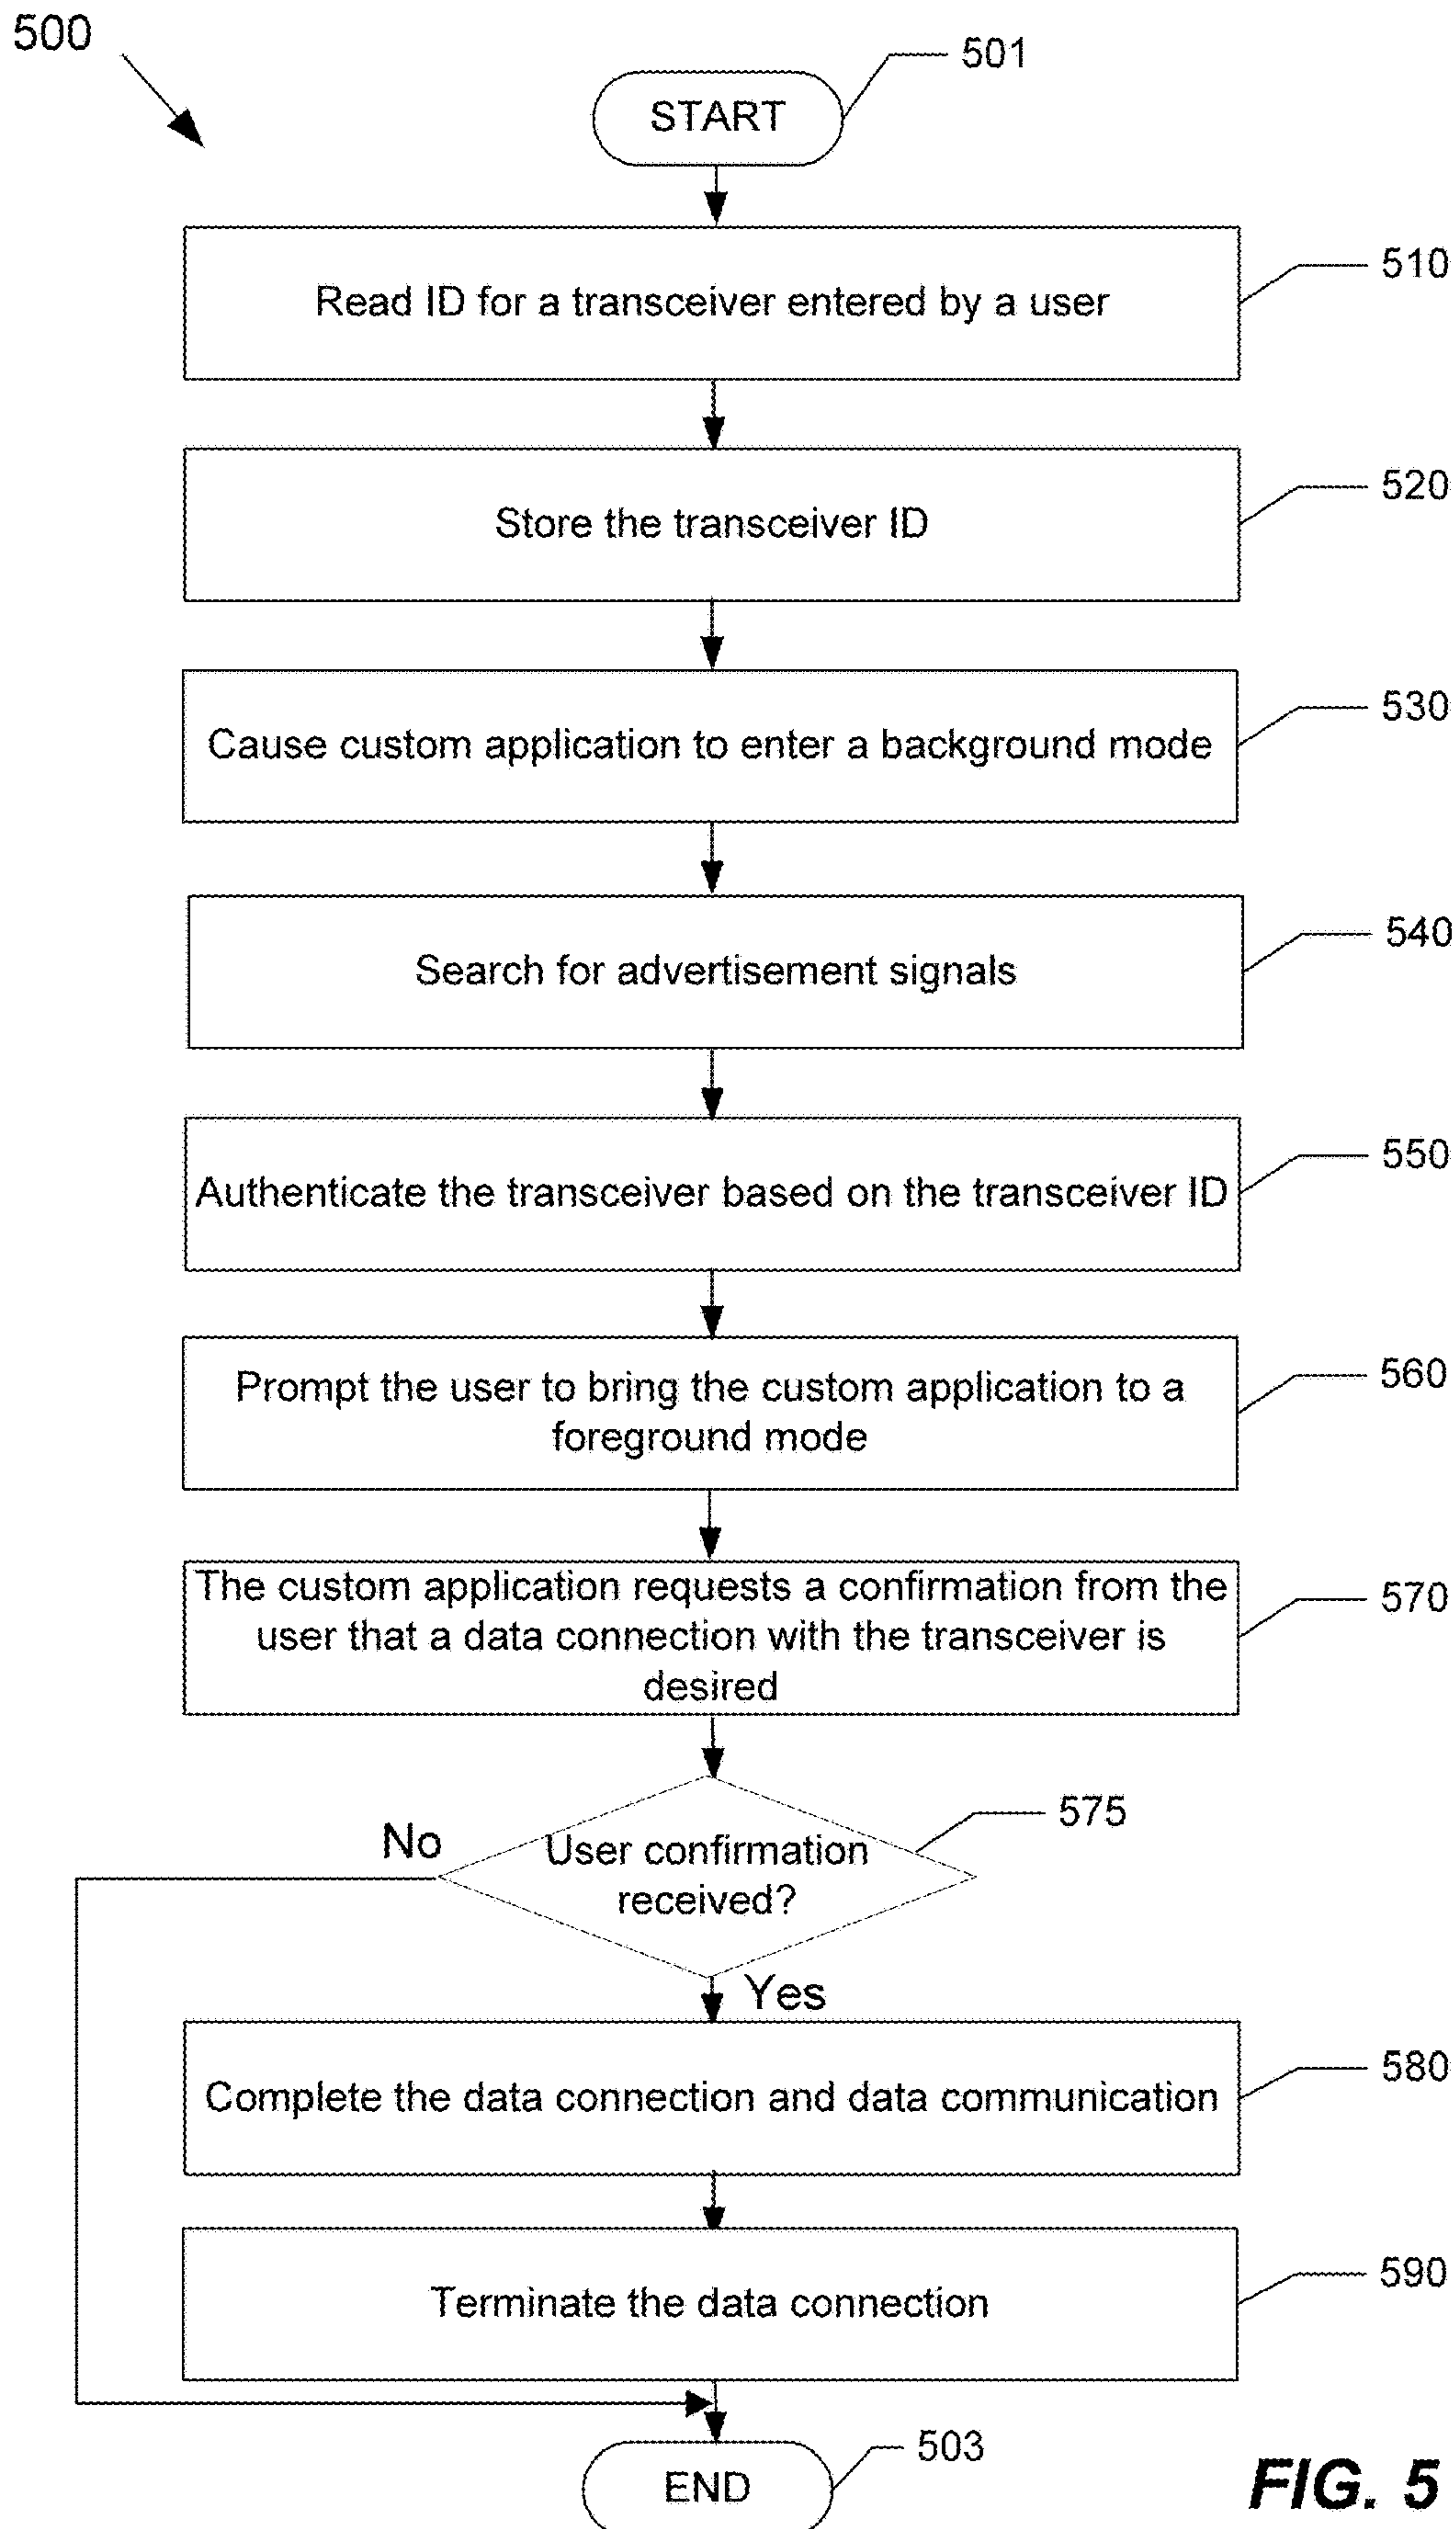 500
501
START
510
Read ID for a transceiver entered by a user
520
Store the transceiver ID
530
Cause custom application to enter a background mode
540
Search for advertisement signals
550
Authenticate the transceiver based on the transceiver ID
560
Prompt the user to bring the custom application to a
foreground mode
570
The custom application requests a confirmation from the
user that a data connection with the transceiver is
desired
575
No
User confirmation
received?
Yes
580
Complete the data connection and data communication
590
Terminate the data connection
503
END
FIG. 5